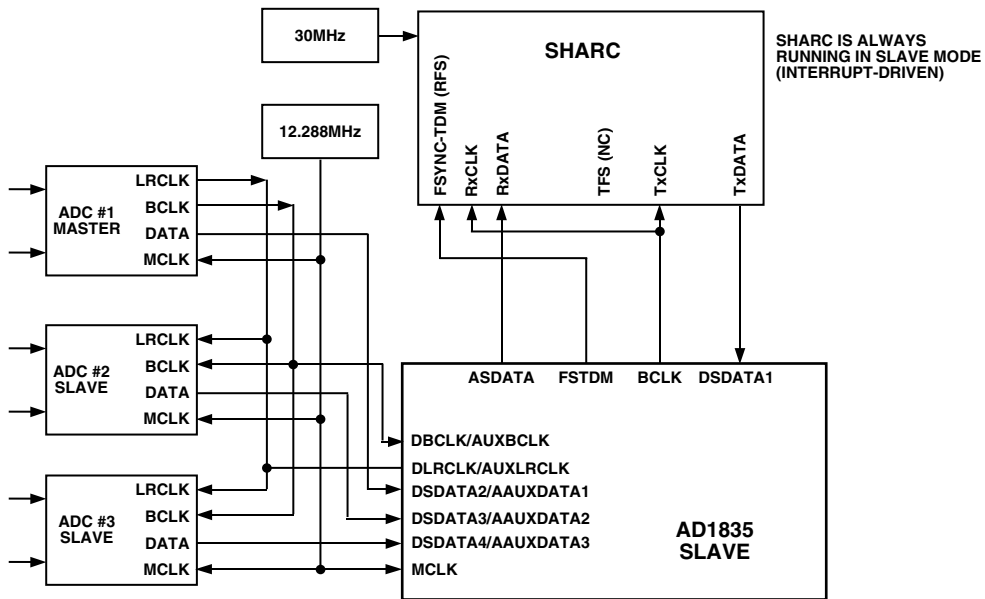 30MHz
SHARC
SHARC IS ALWAYS
RUNNING IN SLAVE MODE
(INTERRUPT-DRIVEN)
FSYNC-TDM (RFS)
RxCLK
RxDATA
TFS (NC)
TxCLK
TxDATA
12.288MHz
ADC #1
MASTER
LRCLK
BCLK
DATA
MCLK
ADC #2
SLAVE
LRCLK
BCLK
DATA
MCLK
ADC #3
SLAVE
LRCLK
BCLK
DATA
MCLK
ASDATA
FSTDM
BCLK
DSDATA1
DBCLK/AUXBCLK
DLRCLK/AUXLRCLK
DSDATA2/AAUXDATA1
DSDATA3/AAUXDATA2
DSDATA4/AAUXDATA3
MCLK
AD1835
SLAVE